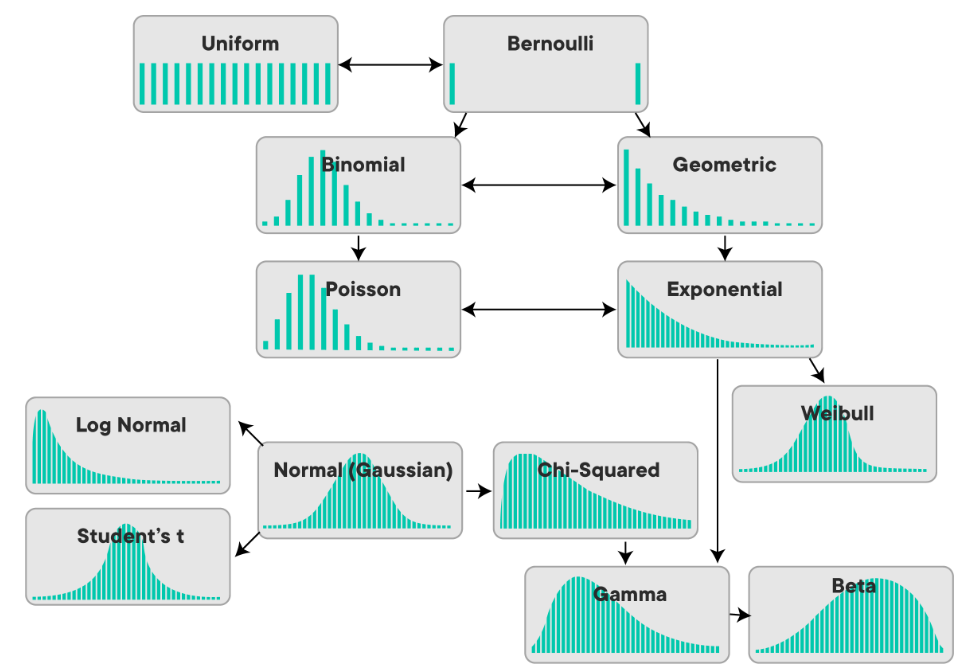 Uniform
Bernoulli
Binomial
Geometric
Poisson
Exponential
Weibull
Log Normal
Normal (Gaussian)
Chi-Squared
Student’s t
Gamma
Beta